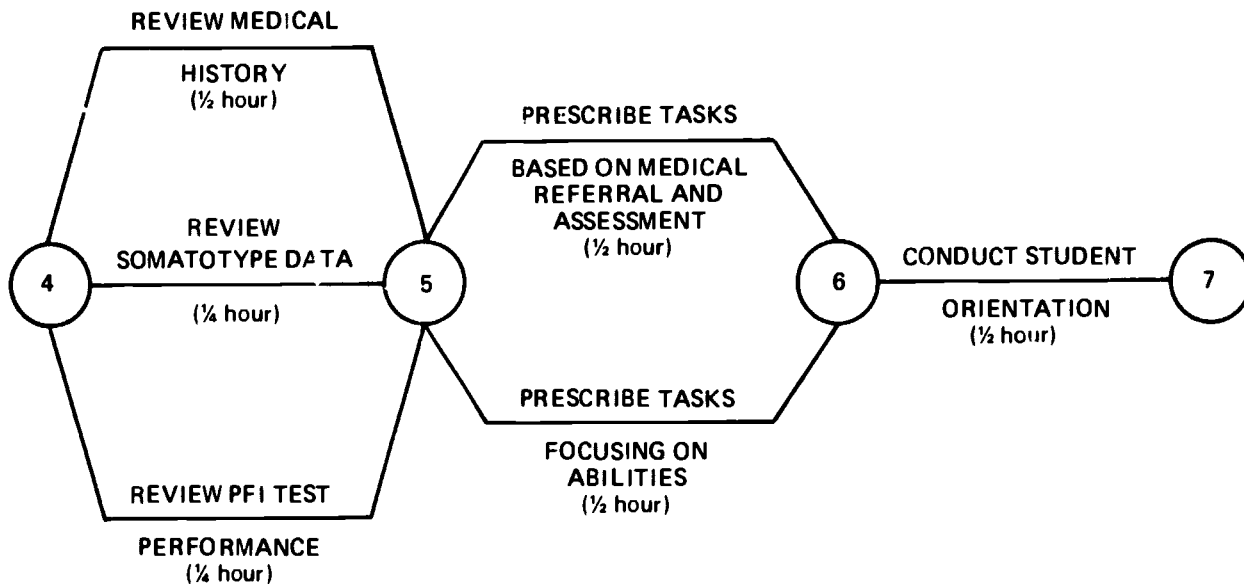 REVIEW MEDICAL
HISTORY
(½ hour)
REVIEW
SOMATOTYPE DATA
(¼ hour)
REVIEW PFI TEST
PERFORMANCE
(¼ hour)
4
5
PRESCRIBE TASKS
BASED ON MEDICAL
REFERRAL AND
ASSESSMENT
(½ hour)
PRESCRIBE TASKS
FOCUSING ON
ABILITIES
(½ hour)
6
CONDUCT STUDENT
ORIENTATION
(½ hour)
7